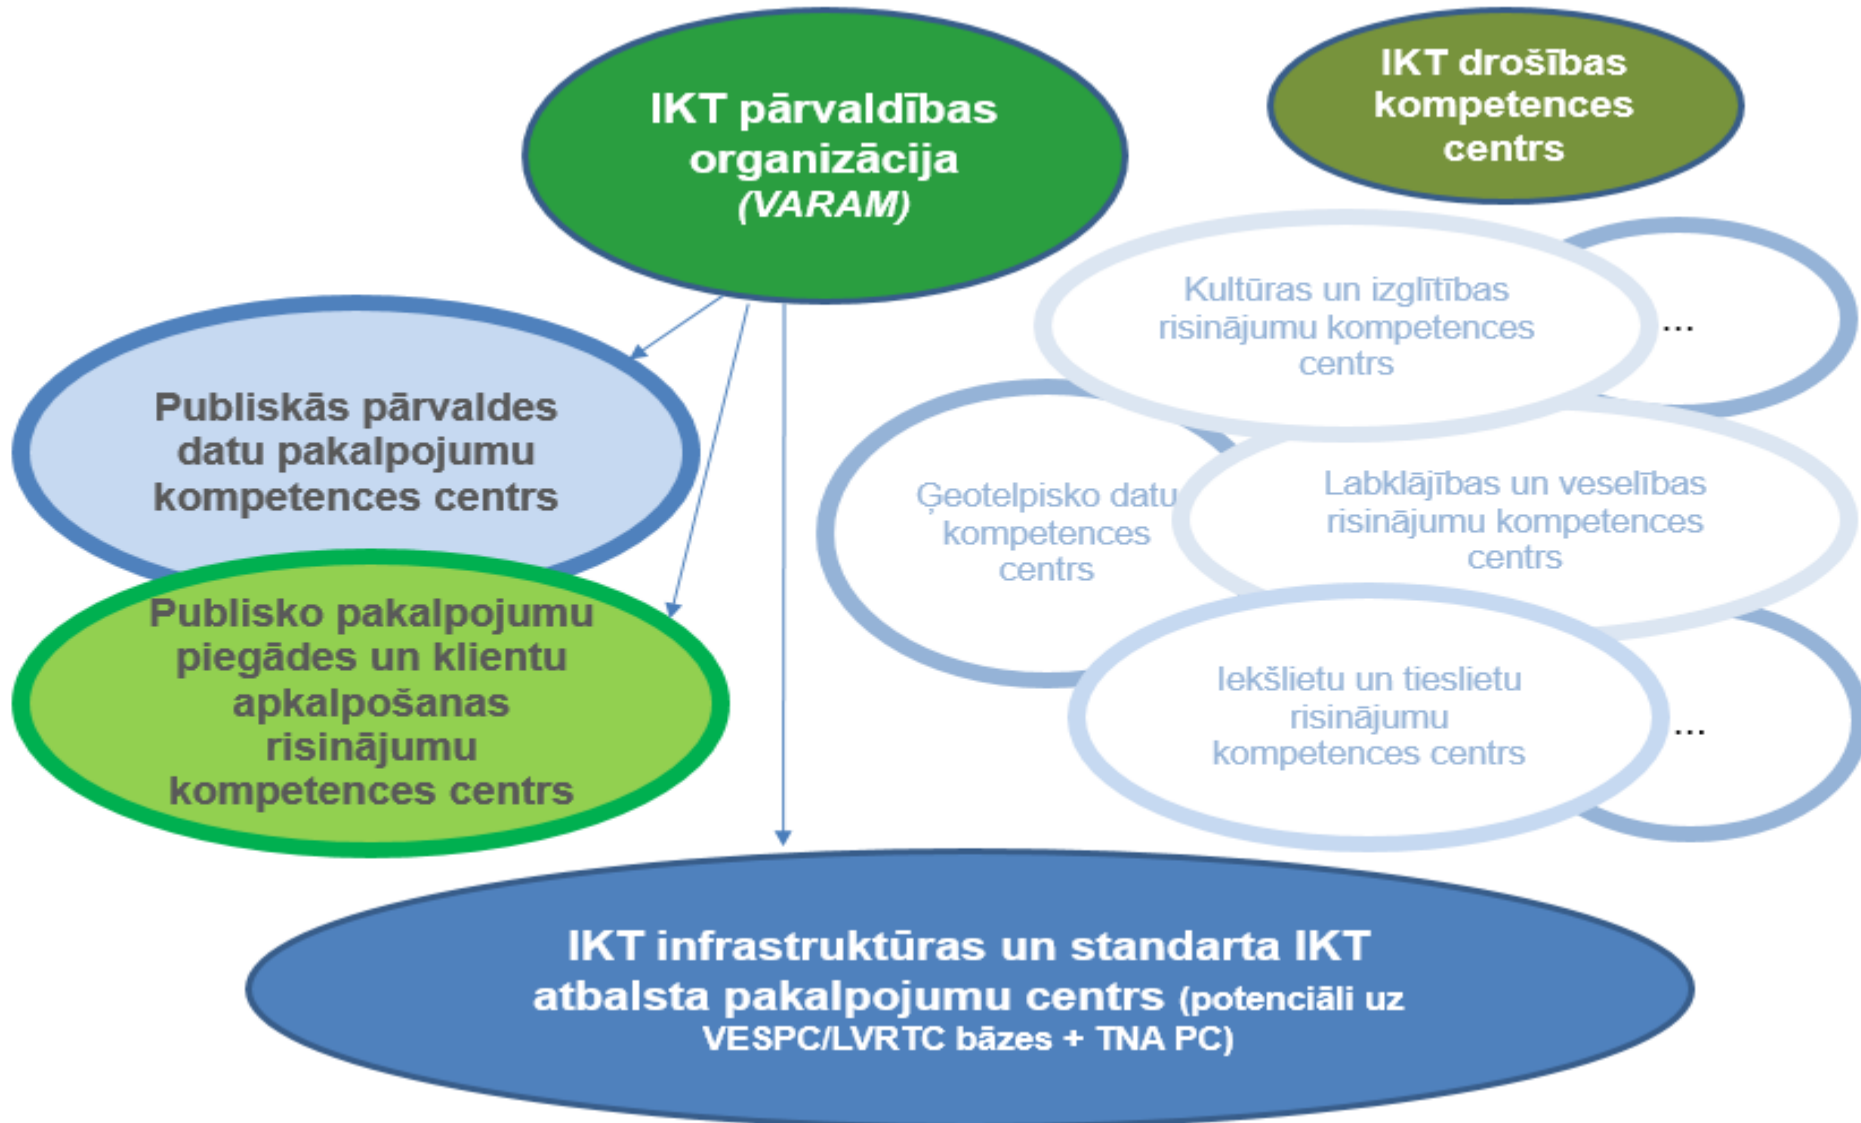 IKT pārvaldības
organizācija
(VARAM)
IKT drošības
kompetences
centrs
Kultūras un izglītības
risinājumu kompetences
centrs
...
Publiskās pārvaldes
datu pakalpojumu
kompetences centrs
Ģeotelpisko datu
kompetences
centrs
Labklājības un veselības
risinājumu kompetences
centrs
Publisko pakalpojumu
piegādes un klientu
apkalpošanas
risinājumu
kompetences centrs
Iekšlietu un tieslietu
risinājumu
kompetences centrs
...
IKT infrastruktūras un standarta IKT
atbalsta pakalpojumu centrs (potenciāli uz
VESPC/LVRTC bāzes + TNA PC)